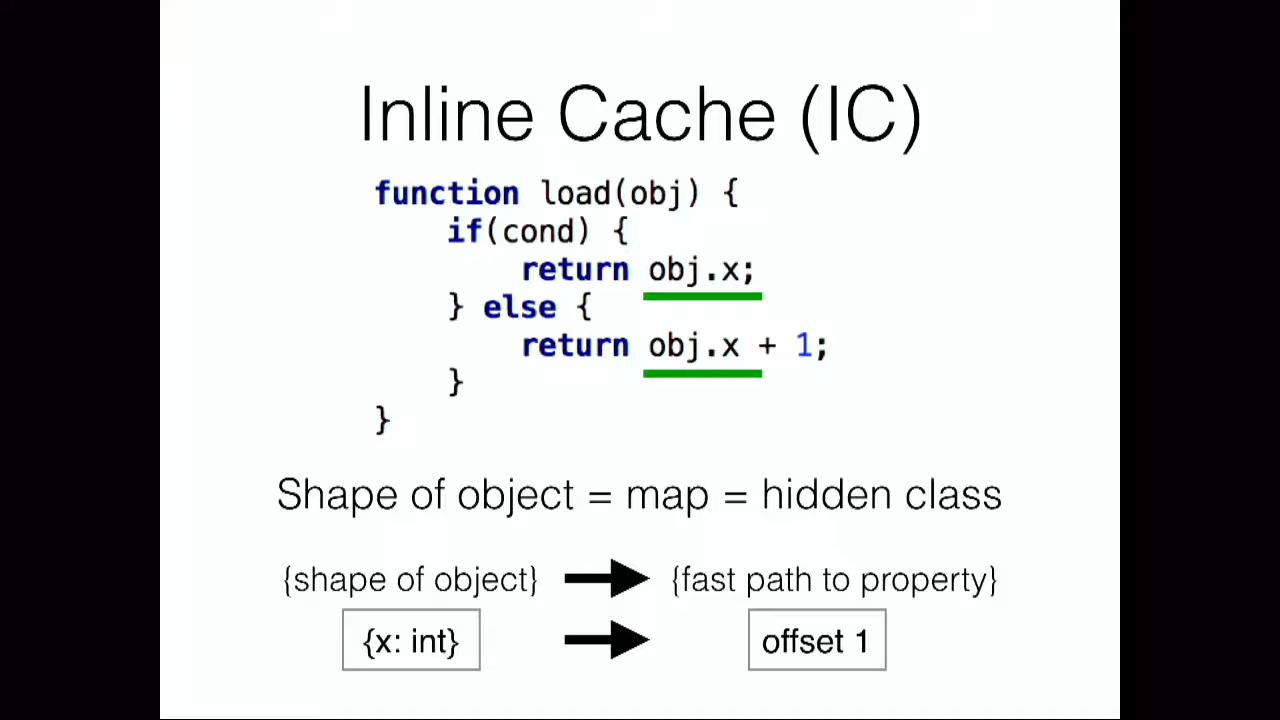 Inline Cache (IC)
function load(obj) {
    if(cond) {
        return obj.x;
    } else {
        return obj.x + 1;
    }
}
Shape of object = map = hidden class
{shape of object} {fast path to property}
{x: int} offset 1